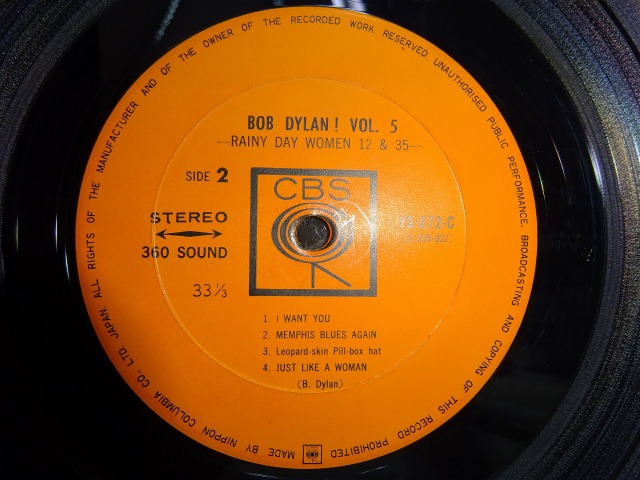 BOB DYLAN! VOL. 5
—RAINY DAY WOMEN 12 & 35—
SIDE 2
CBS
STEREO
360 SOUND
33 1/3
1. I WANT YOU
2. MEMPHIS BLUES AGAIN
3. Leopard-skin Pill-box hat
4. JUST LIKE A WOMAN
(B. Dylan)
MADE BY NIPPON COLUMBIA CO., LTD. JAPAN. ALL RIGHTS OF THE MANUFACTURER AND OF THE OWNER OF THE RECORDED WORK RESERVED. UNAUTHORISED PUBLIC PERFORMANCE, BROADCASTING AND COPYING OF THIS RECORD PROHIBITED